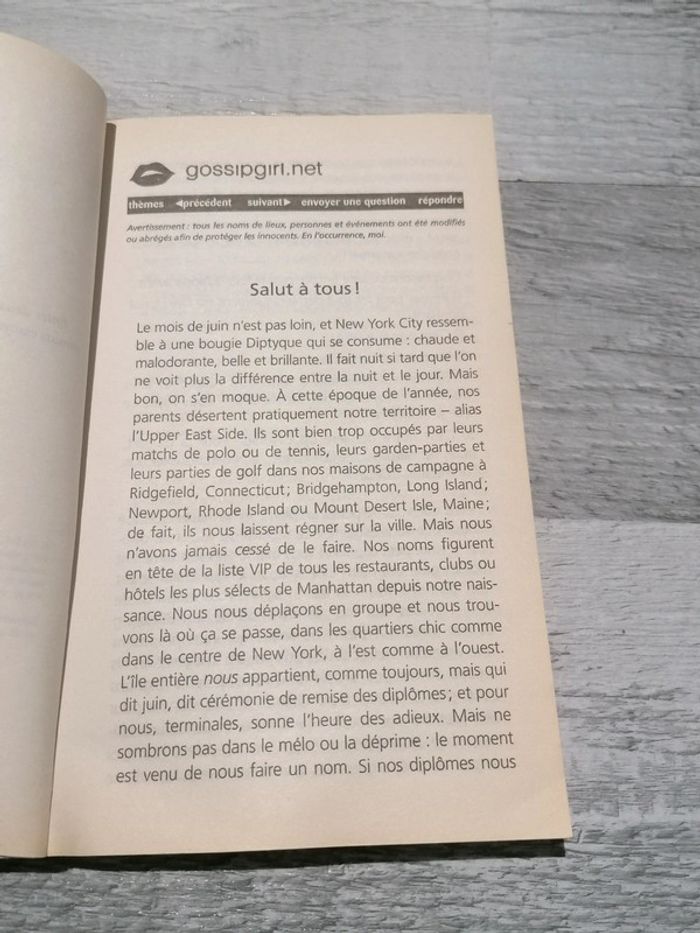 gossipgirl.net
thèmes ◀précédent suivant▶ envoyer une question répondre
Avertissement : tous les noms de lieux, personnes et événements ont été modifiés
ou abrégés afin de protéger les innocents. En l'occurrence, moi.
Salut à tous !
Le mois de juin n'est pas loin, et New York City ressem-
ble à une bougie Diptyque qui se consume : chaude et
malodorante, belle et brillante. Il fait nuit si tard que l'on
ne voit plus la différence entre la nuit et le jour. Mais
bon, on s'en moque. À cette époque de l'année, nos
parents désertent pratiquement notre territoire – alias
l'Upper East Side. Ils sont bien trop occupés par leurs
matchs de polo ou de tennis, leurs garden-parties et
leurs parties de golf dans nos maisons de campagne à
Ridgefield, Connecticut ; Bridgehampton, Long Island ;
Newport, Rhode Island ou Mount Desert Isle, Maine ;
de fait, ils nous laissent régner sur la ville. Mais nous
n'avons jamais cessé de le faire. Nos noms figurent
en tête de la liste VIP de tous les restaurants, clubs ou
hôtels les plus sélects de Manhattan depuis notre nais-
sance. Nous nous déplaçons en groupe et nous trou-
vons là où ça se passe, dans les quartiers chic comme
dans le centre de New York, à l'est comme à l'ouest.
L'île entière nous appartient, comme toujours, mais qui
dit juin, dit cérémonie de remise des diplômes ; et pour
nous, terminales, sonne l'heure des adieux. Mais ne
sombrons pas dans le mélo ou la déprime : le moment
est venu de nous faire un nom. Si nos diplômes nous